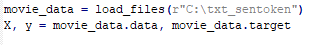 movie_data = load_files(r"C:\txt_sentoken")
X, y = movie_data.data, movie_data.target